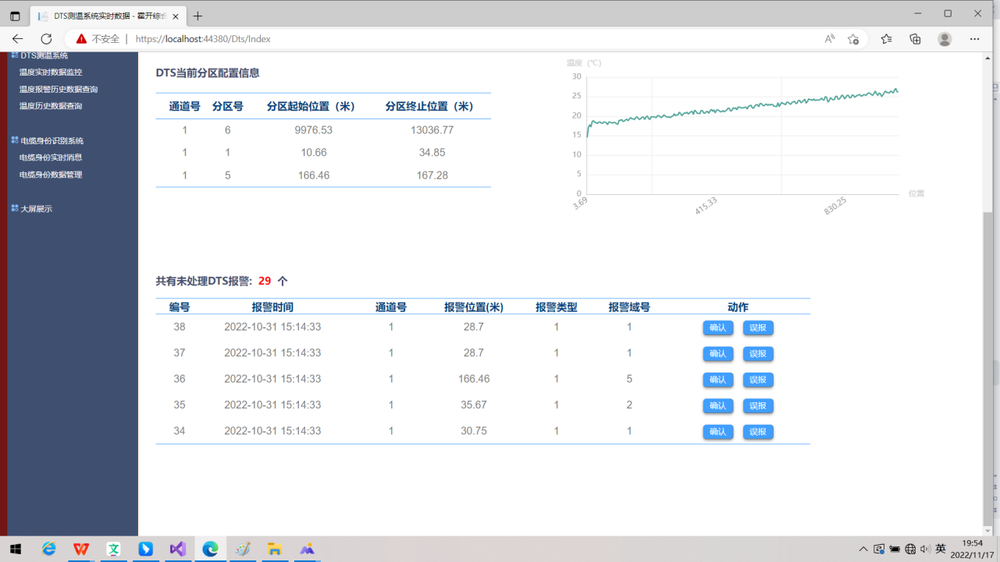 DTS测温系统实时数据 - 霍开综合
不安全 | https://localhost:44380/Dts/Index
DTS测温系统
温度实时数据监控
温度报警历史数据查询
温度历史数据查询
电缆身份识别系统
电缆身份实时消息
电缆身份数据管理
大屏展示
DTS当前分区配置信息
通道号 分区号 分区起始位置（米） 分区终止位置（米）
1 6 9976.53 13036.77
1 1 10.66 34.85
1 5 166.46 167.28
温度（℃）
30
25
20
15
10
5
0
位置
3.69 415.33 830.25
共有未处理DTS报警: 29 个
编号 报警时间 通道号 报警位置(米) 报警类型 报警域号 动作
38 2022-10-31 15:14:33 1 28.7 1 1 确认 误报
37 2022-10-31 15:14:33 1 28.7 1 1 确认 误报
36 2022-10-31 15:14:33 1 166.46 1 5 确认 误报
35 2022-10-31 15:14:33 1 35.67 1 2 确认 误报
34 2022-10-31 15:14:33 1 30.75 1 1 确认 误报
文
英
19:54
2022/11/17